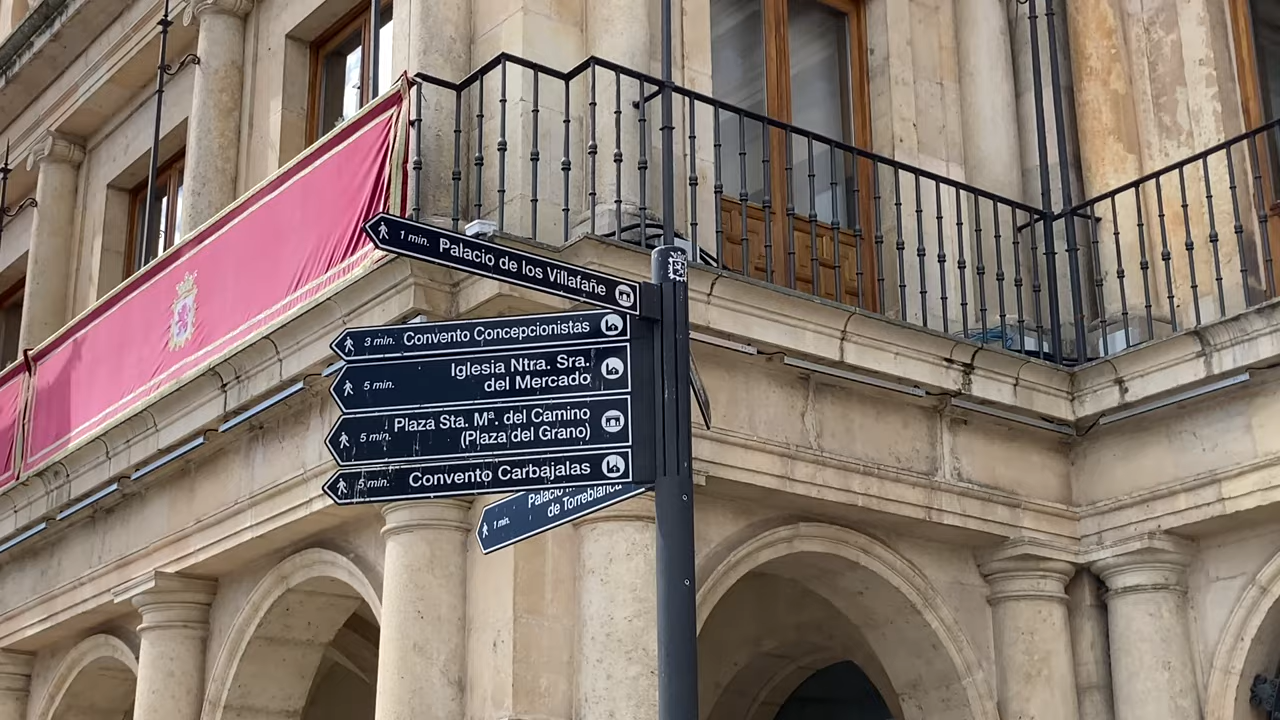 1 min. Palacio de los Villafañe
3 min. Convento Concepcionistas
5 min. Iglesia Ntra. Sra.
del Mercado
5 min. Plaza Sta. Mª. del Camino
(Plaza del Grano)
5 min. Convento Carbajalas
Palacio
1 min. de Torreblanca